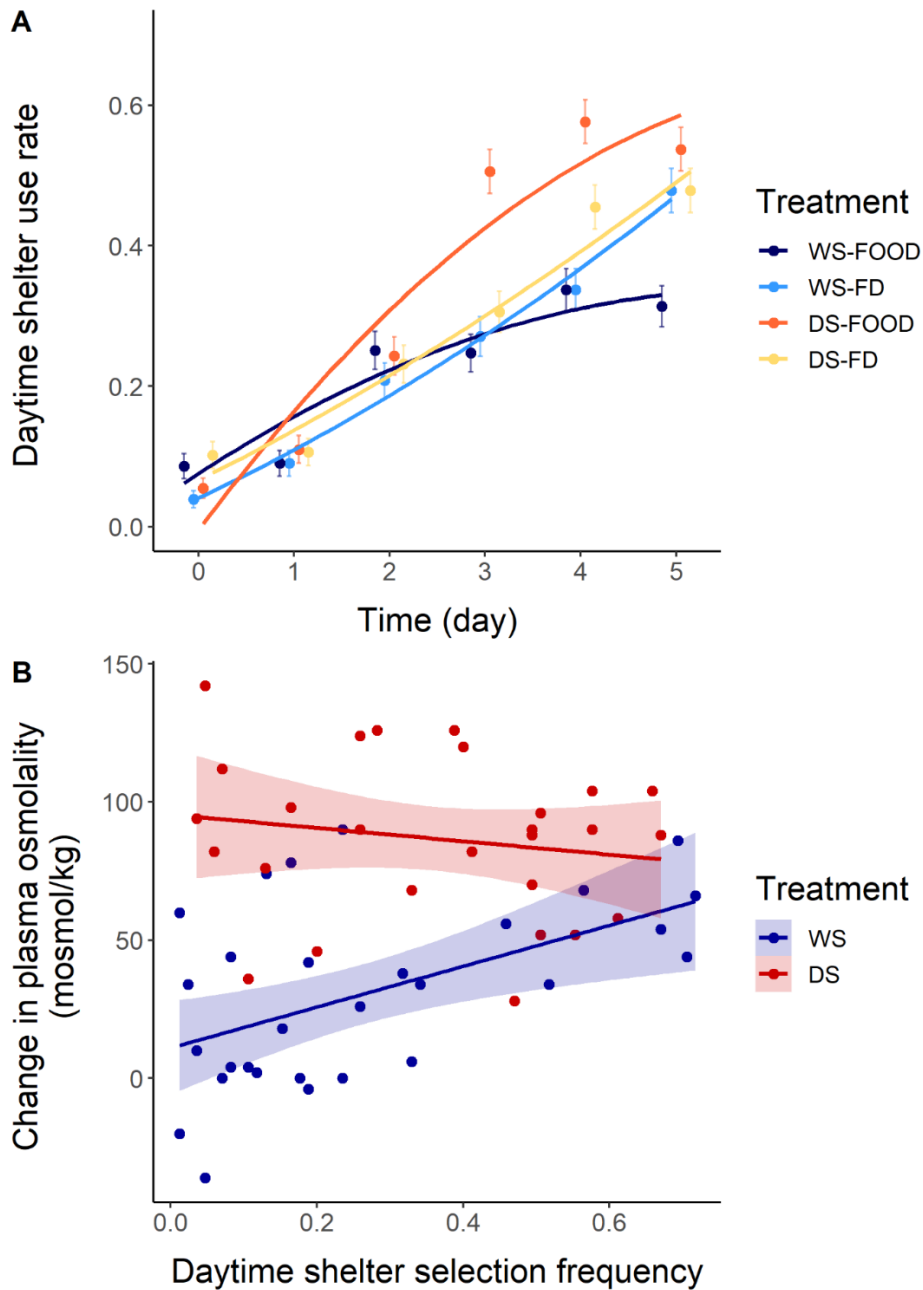 A
Daytime shelter use rate
0.6
0.4
0.2
0.0
0 1 2 3 4 5
Time (day)
Treatment
WS-FOOD
WS-FD
DS-FOOD
DS-FD
B
Change in plasma osmolality
(mosmol/kg)
150
100
50
0
0.0 0.2 0.4 0.6
Daytime shelter selection frequency
Treatment
WS
DS